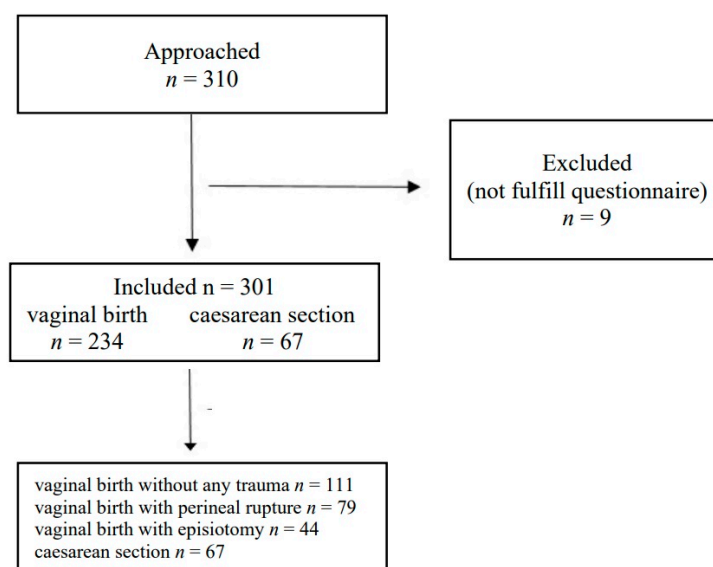 Approached
n = 310
Excluded
(not fulfill questionnaire)
n = 9
Included n = 301
vaginal birth caesarean section
n = 234 n = 67
vaginal birth without any trauma n = 111
vaginal birth with perineal rupture n = 79
vaginal birth with episiotomy n = 44
caesarean section n = 67